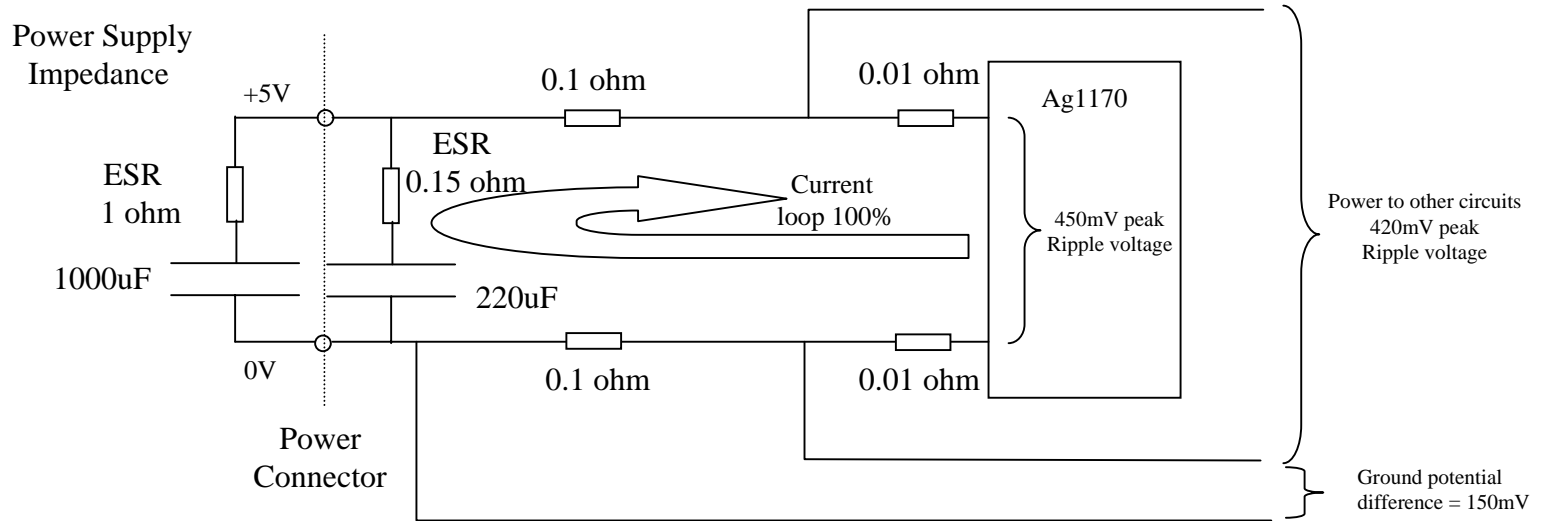 Power Supply
Impedance
+5V
0.1 ohm
0.01 ohm
Ag1170
ESR
1 ohm
ESR
0.15 ohm
Current
loop 100%
450mV peak
Ripple voltage
Power to other circuits
420mV peak
Ripple voltage
1000uF
220uF
0V
0.1 ohm
0.01 ohm
Power
Connector
Ground potential
difference = 150mV